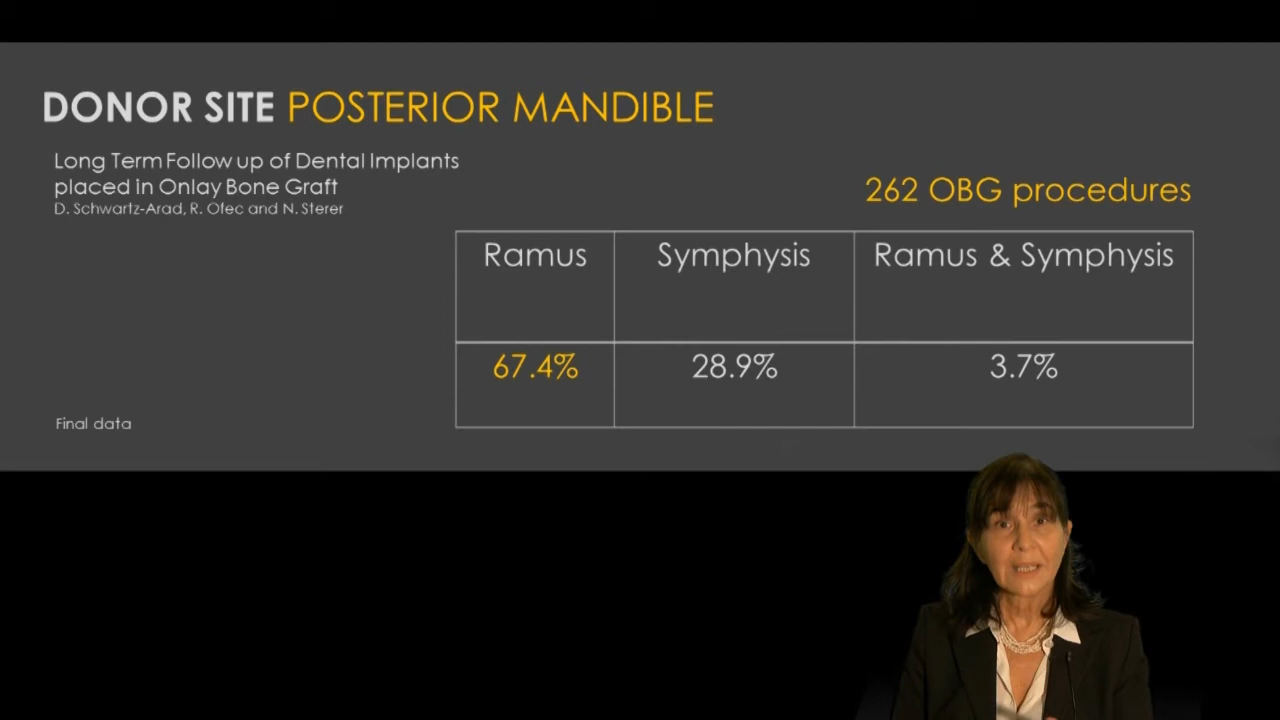 DONOR SITE POSTERIOR MANDIBLE
Long Term Follow up of Dental Implants
placed in Onlay Bone Graft
D. Schwartz-Arad, R. Ofec and N. Sterer
262 OBG procedures
Ramus Symphysis Ramus & Symphysis
67.4% 28.9% 3.7%
Final data